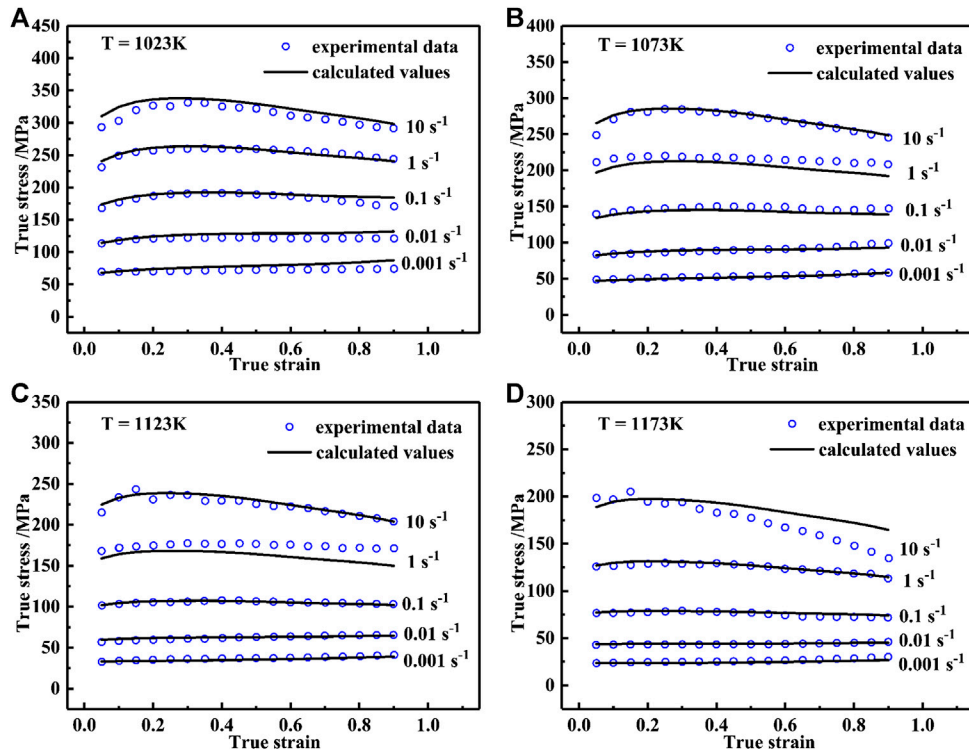 A
T = 1023K
experimental data
calculated values
450
400
350
300
250
200
150
100
50
0
True stress /MPa
10 s⁻¹
1 s⁻¹
0.1 s⁻¹
0.01 s⁻¹
0.001 s⁻¹
0.0 0.2 0.4 0.6 0.8 1.0
True strain
B
T = 1073K
experimental data
calculated values
400
350
300
250
200
150
100
50
0
True stress /MPa
10 s⁻¹
1 s⁻¹
0.1 s⁻¹
0.01 s⁻¹
0.001 s⁻¹
0.0 0.2 0.4 0.6 0.8 1.0
True strain
C
T = 1123K
experimental data
calculated values
350
300
250
200
150
100
50
0
True stress /MPa
10 s⁻¹
1 s⁻¹
0.1 s⁻¹
0.01 s⁻¹
0.001 s⁻¹
0.0 0.2 0.4 0.6 0.8 1.0
True strain
D
T = 1173K
experimental data
calculated values
300
250
200
150
100
50
0
True stress /MPa
10 s⁻¹
1 s⁻¹
0.1 s⁻¹
0.01 s⁻¹
0.001 s⁻¹
0.0 0.2 0.4 0.6 0.8 1.0
True strain